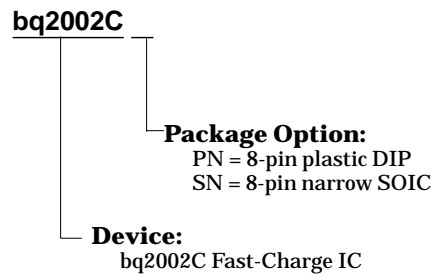 bq2002C
Package Option:
PN = 8-pin plastic DIP
SN = 8-pin narrow SOIC
Device:
bq2002C Fast-Charge IC